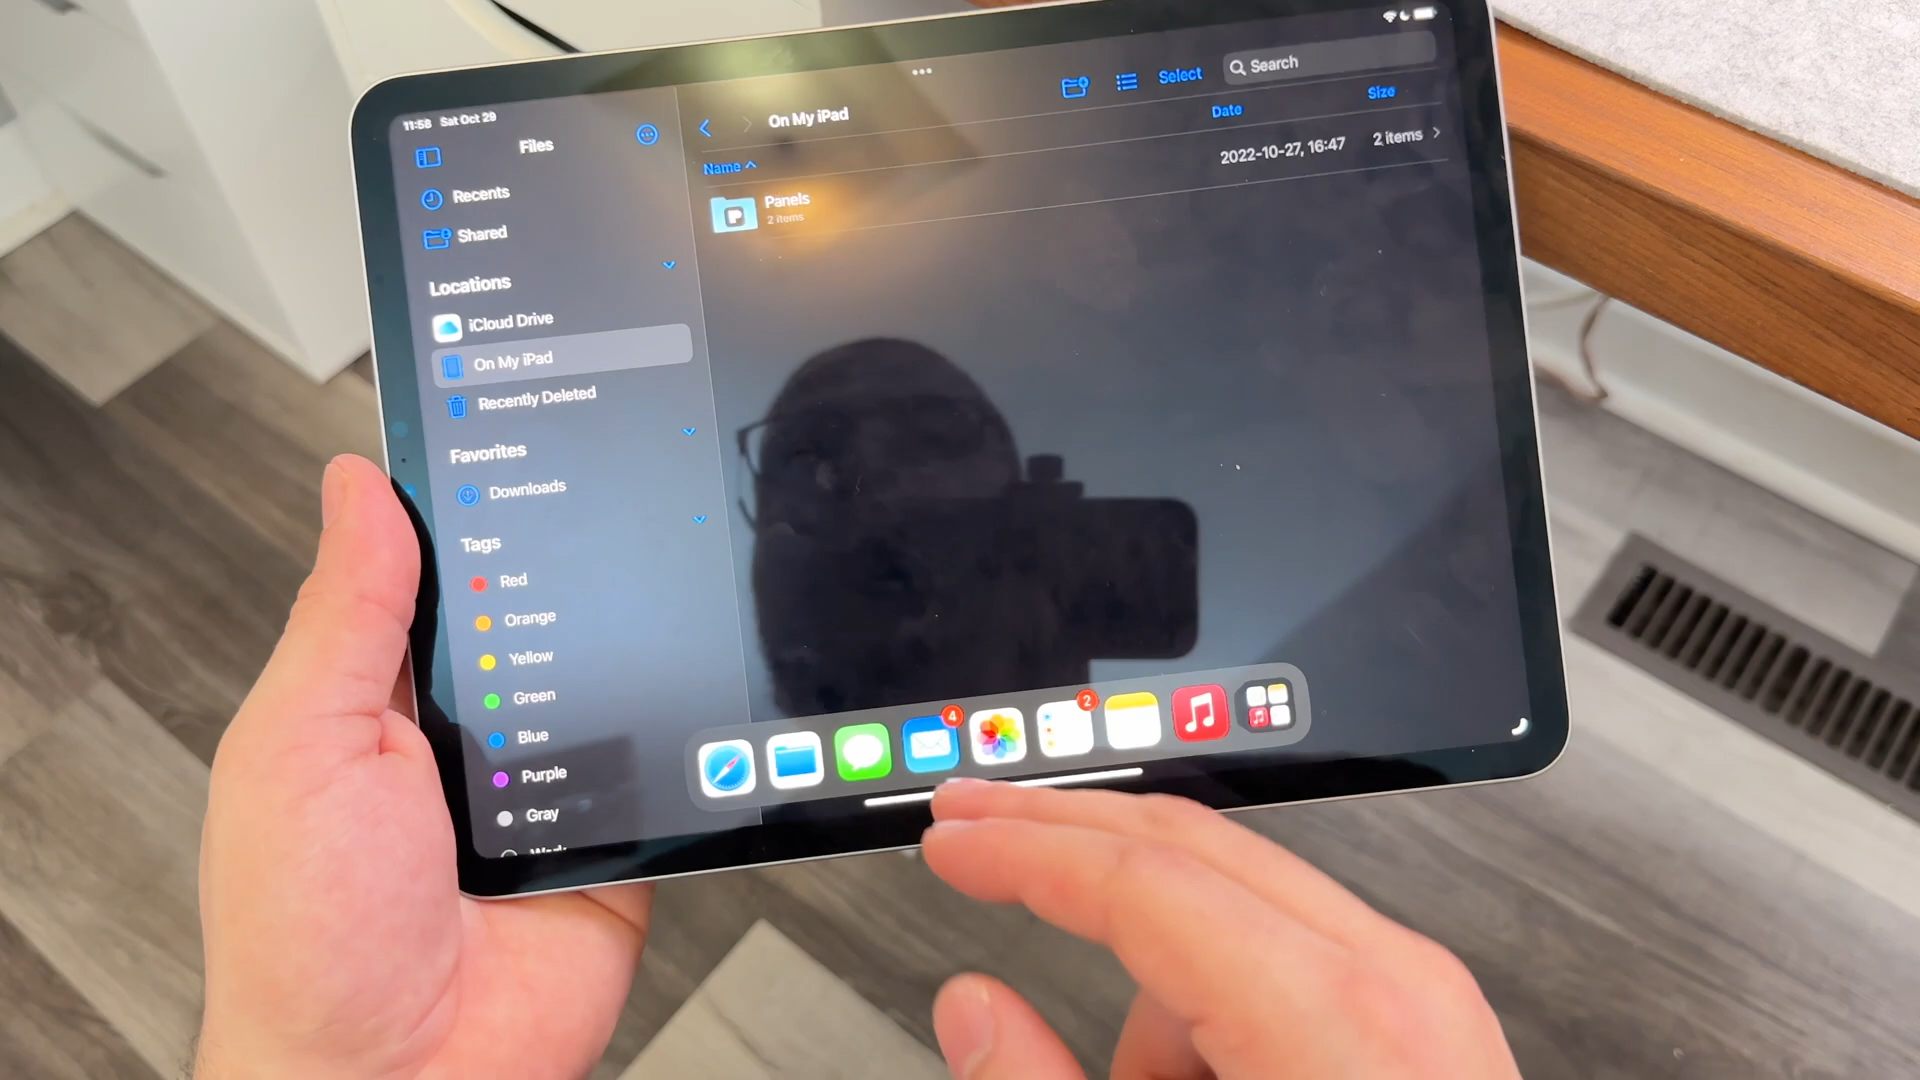 11:58 Sat Oct 29
Files
Recents
Shared
Locations
iCloud Drive
On My iPad
Recently Deleted
Favorites
Downloads
Tags
Red
Orange
Yellow
Green
Blue
Purple
Gray
On My iPad
Select
Search
Name
Date
Size
Panels
2 items
2022-10-27, 16:47
2 items
P
4
2